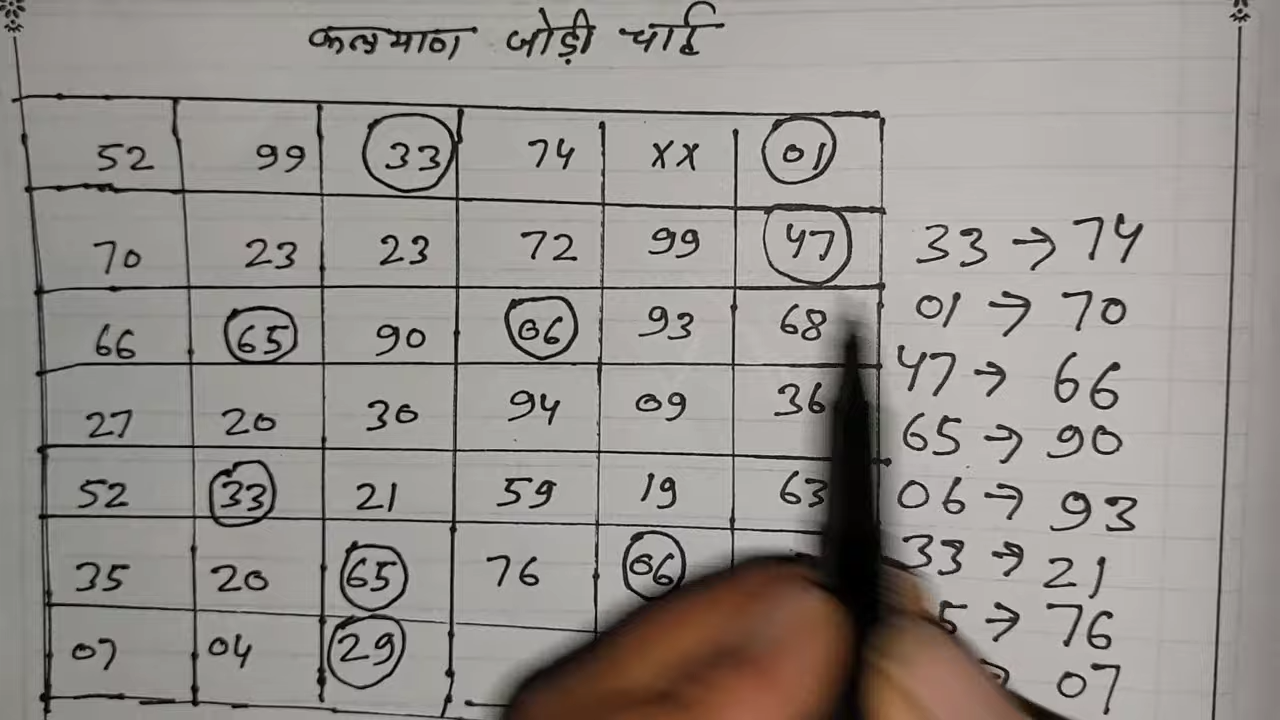 कल्याण जोड़ी चार्ट
52 99 33 74 XX 01
70 23 23 72 99 47
66 65 90 06 93 68
27 20 30 94 09 36
52 33 21 59 19 63
35 20 65 76 06
07 04 29
33 → 74
01 → 70
47 → 66
65 → 90
06 → 93
33 → 21
5 → 76
→ 07